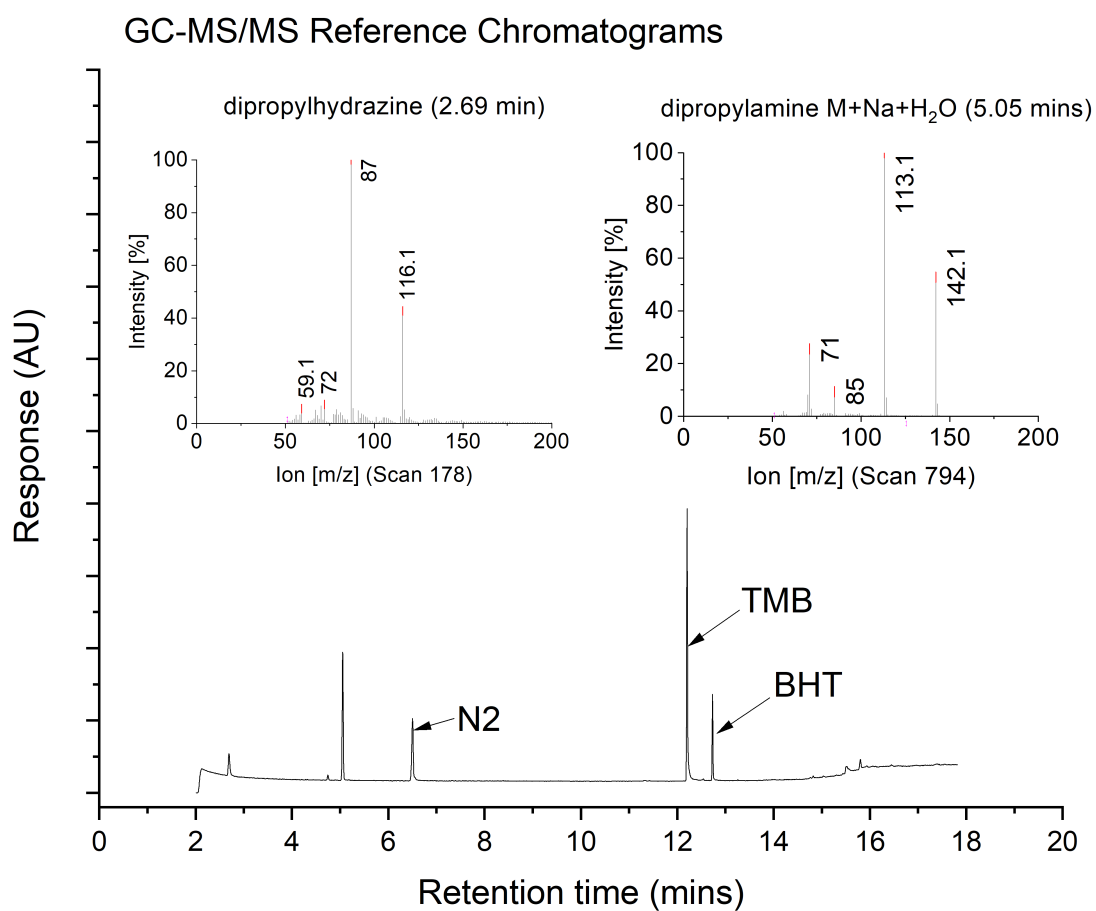 GC-MS/MS Reference Chromatograms
dipropylhydrazine (2.69 min)
100
80
60
40
20
0
Intensity [%]
59.1
72
87
116.1
0 50 100 150 200
Ion [m/z] (Scan 178)
dipropylamine M+Na+H₂O (5.05 mins)
100
80
60
40
20
0
Intensity [%]
71
85
113.1
142.1
0 50 100 150 200
Ion [m/z] (Scan 794)
Response (AU)
N2
TMB
BHT
0 2 4 6 8 10 12 14 16 18 20
Retention time (mins)